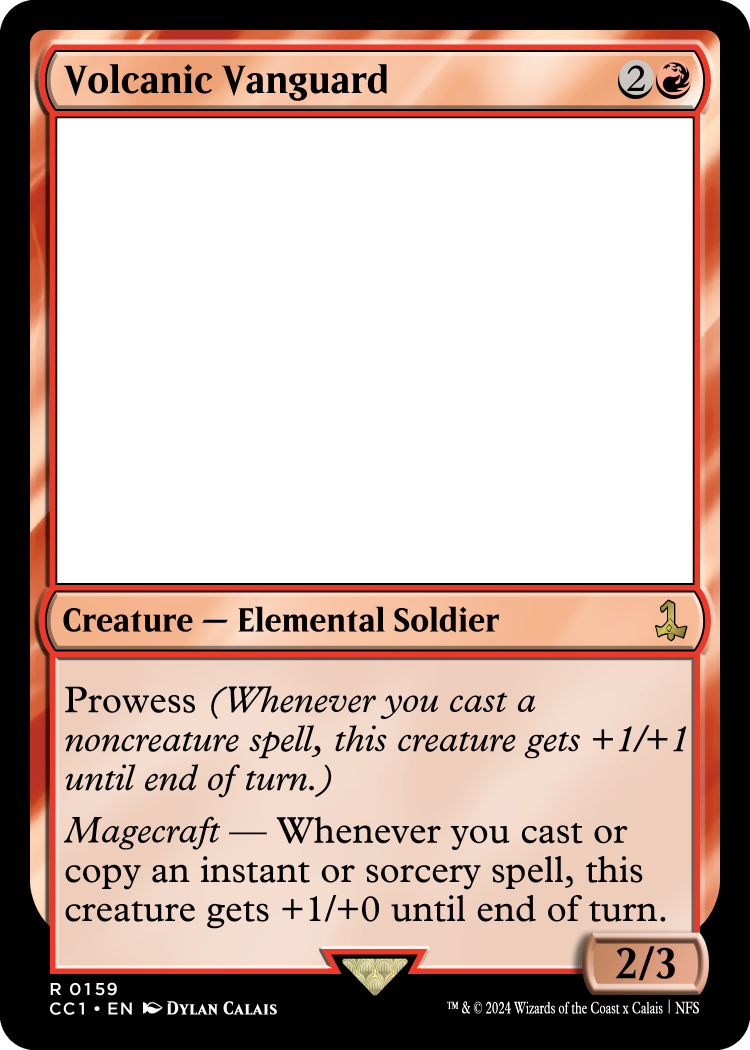 Volcanic Vanguard 2
Creature — Elemental Soldier
Prowess (Whenever you cast a
noncreature spell, this creature gets +1/+1
until end of turn.)
Magecraft — Whenever you cast or
copy an instant or sorcery spell, this
creature gets +1/+0 until end of turn.
2/3
R 0159
CC1 • EN DYLAN CALAIS
™ & © 2024 Wizards of the Coast x Calais | NFS